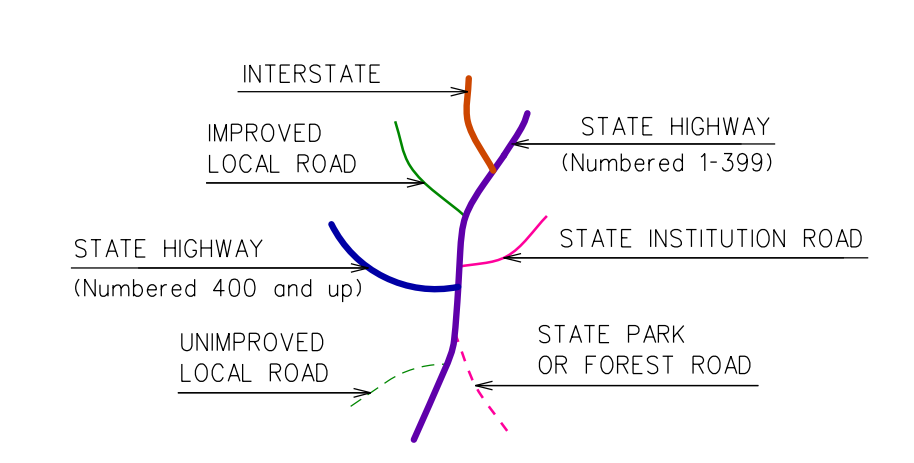 INTERSTATE
IMPROVED
LOCAL ROAD
STATE HIGHWAY
(Numbered 1-399)
STATE HIGHWAY
(Numbered 400 and up)
STATE INSTITUTION ROAD
UNIMPROVED
LOCAL ROAD
STATE PARK
OR FOREST ROAD